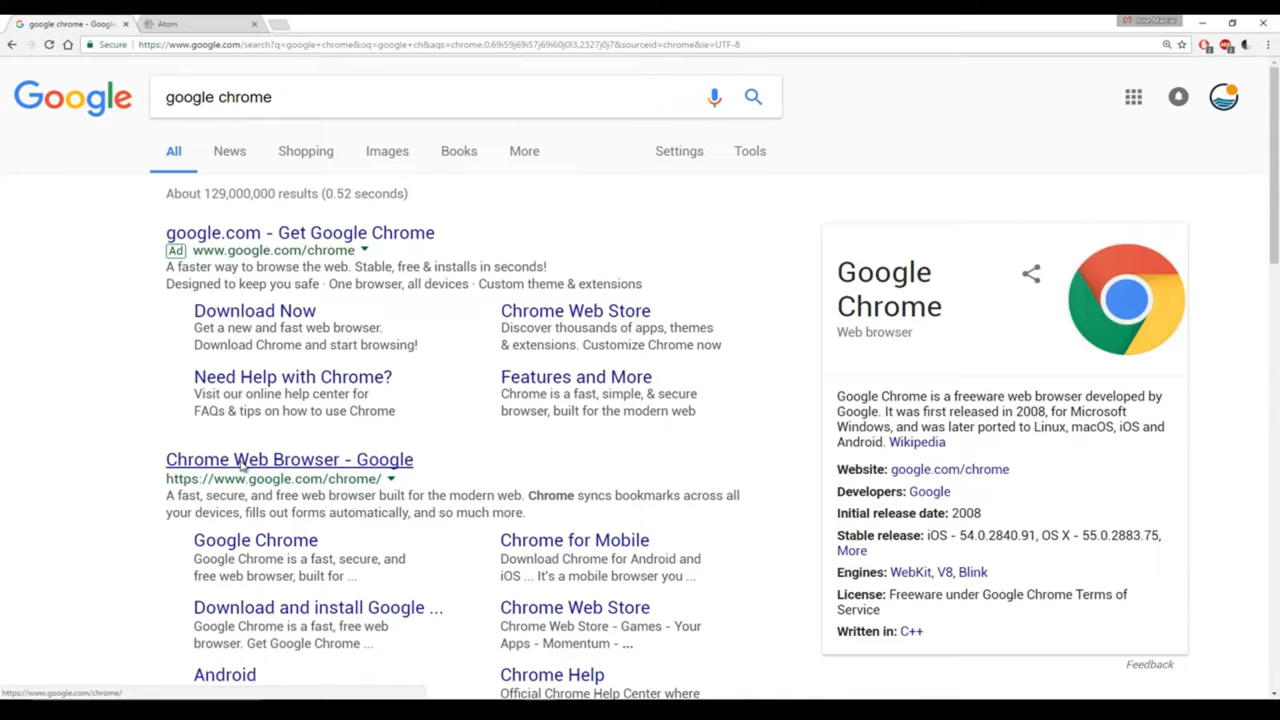 google chrome - Google
Atom
Jose Marcial
Secure
https://www.google.com/search?q=google+chrome&oq=google+ch&aqs=chrome.0.69i59j69i57j69i60j0l3.2327j0j7&sourceid=chrome&ie=UTF-8
Google
google chrome
All
News
Shopping
Images
Books
More
Settings
Tools
About 129,000,000 results (0.52 seconds)
google.com - Get Google Chrome
Ad www.google.com/chrome
A faster way to browse the web. Stable, free & installs in seconds!
Designed to keep you safe · One browser, all devices · Custom theme & extensions
Download Now
Get a new and fast web browser.
Download Chrome and start browsing!
Chrome Web Store
Discover thousands of apps, themes
& extensions. Customize Chrome now
Need Help with Chrome?
Visit our online help center for
FAQs & tips on how to use Chrome
Features and More
Chrome is a fast, simple, & secure
browser, built for the modern web
Chrome Web Browser - Google
https://www.google.com/chrome/
A fast, secure, and free web browser built for the modern web. Chrome syncs bookmarks across all
your devices, fills out forms automatically, and so much more.
Google Chrome
Google Chrome is a fast, secure, and
free web browser, built for ...
Chrome for Mobile
Download Chrome for Android and
iOS ... It's a mobile browser you ...
Download and install Google ...
Google Chrome is a fast, free web
browser. Get Google Chrome ...
Chrome Web Store
Chrome Web Store - Games - Your
Apps - Momentum - ...
Android
Chrome Help
Official Chrome Help Center where
Google
Chrome
Web browser
Google Chrome is a freeware web browser developed by
Google. It was first released in 2008, for Microsoft
Windows, and was later ported to Linux, macOS, iOS and
Android. Wikipedia
Website: google.com/chrome
Developers: Google
Initial release date: 2008
Stable release: iOS - 54.0.2840.91, OS X - 55.0.2883.75,
More
Engines: WebKit, V8, Blink
License: Freeware under Google Chrome Terms of
Service
Written in: C++
Feedback
https://www.google.com/chrome/